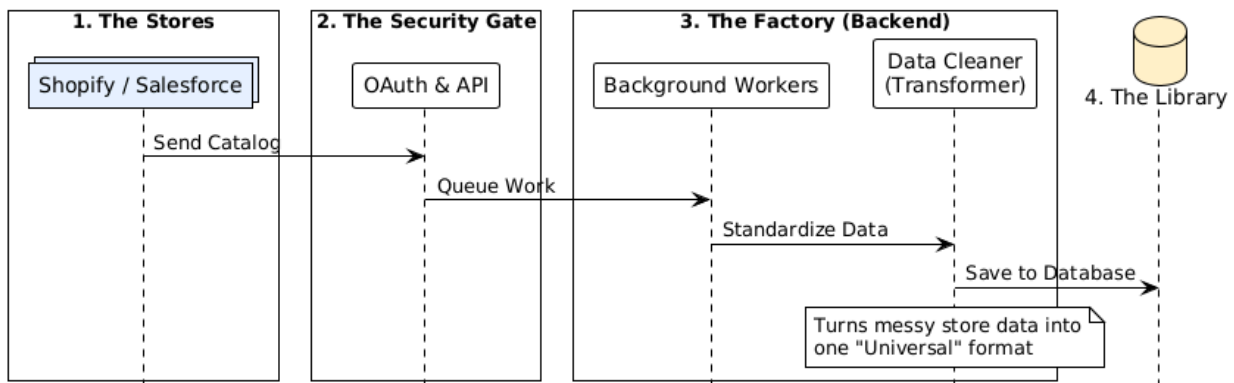 1. The Stores
2. The Security Gate
3. The Factory (Backend)
Shopify / Salesforce
OAuth & API
Background Workers
Data Cleaner
(Transformer)
4. The Library
Send Catalog
Queue Work
Standardize Data
Save to Database
Turns messy store data into
one "Universal" format